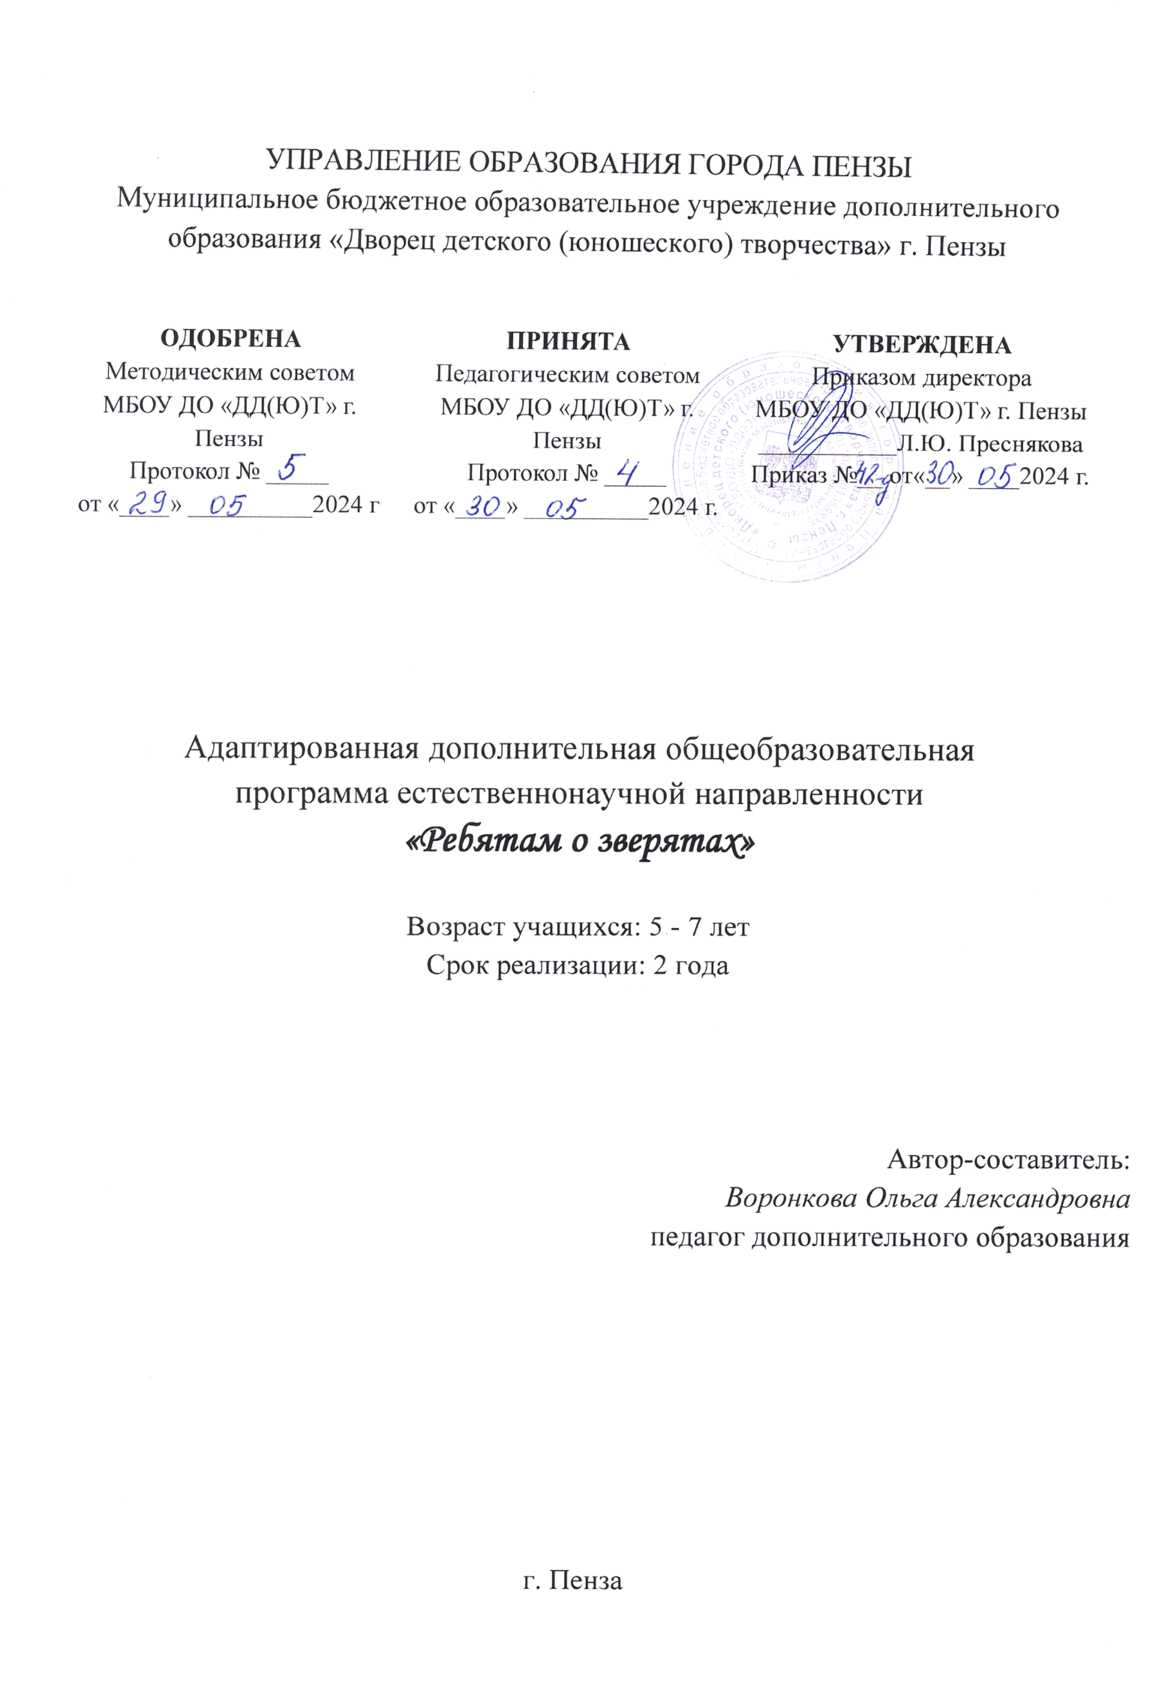 УПРАВЛЕНИЕ ОБРАЗОВАНИЯ ГОРОДА ПЕНЗЫ
Муниципальное бюджетное образовательное учреждение дополнительного
образования «Дворец детского (юношеского) творчества» г. Пензы
ОДОБРЕНА
Методическим советом
МБОУ ДО «ДД(Ю)Т» г.
Пензы
Протокол № 5
от «29» 05 2024 г
ПРИНЯТА
Педагогическим советом
МБОУ ДО «ДД(Ю)Т» г.
Пензы
Протокол № 4
от «30» 05 2024 г.
УТВЕРЖДЕНА
Приказом директора
МБОУ ДО «ДД(Ю)Т» г. Пензы
Л.Ю. Преснякова
Приказ № от«30» 05 2024 г.
Адаптированная дополнительная общеобразовательная
программа естественнонаучной направленности
«Ребятам о зверятах»
Возраст учащихся: 5 - 7 лет
Срок реализации: 2 года
Автор-составитель:
Воронкова Ольга Александровна
педагог дополнительного образования
г. Пенза